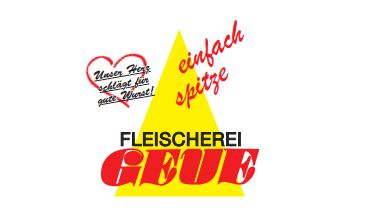 Unser Herz
schlägt für
gute Wurst!
einfach
spitze
FLEISCHEREI
GEUE